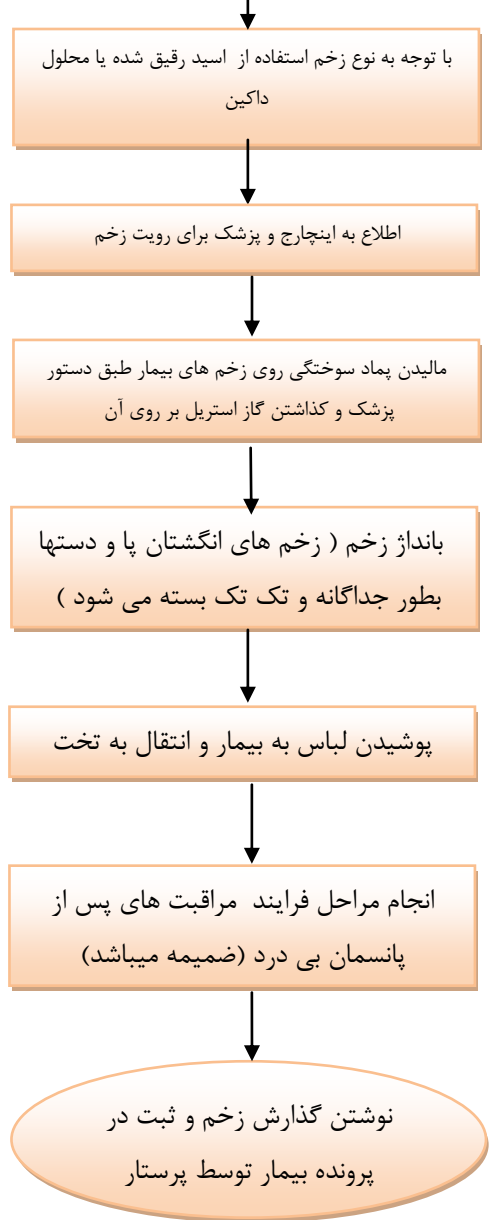 با توجه به نوع زخم استفاده از اسید رقیق شده یا محلول
داکین
اطلاع به اینچارج و پزشک برای رویت زخم
مالیدن پماد سوختگی روی زخم های بیمار طبق دستور
پزشک و کذاشتن گاز استریل بر روی آن
بانداژ زخم ( زخم های انگشتان پا و دستها
بطور جداگانه و تک تک بسته می شود )
پوشیدن لباس به بیمار و انتقال به تخت
انجام مراحل فرایند مراقبت های پس از
پانسمان بی درد (ضمیمه میباشد)
نوشتن گذارش زخم و ثبت در
پرونده بیمار توسط پرستار